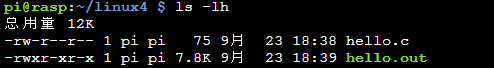 pi@rasp:~/linux4 $ ls -lh
总用量 12K
-rw-r--r-- 1 pi pi   75 9月   23 18:38 hello.c
-rwxr-xr-x 1 pi pi 7.8K 9月   23 18:39 hello.out